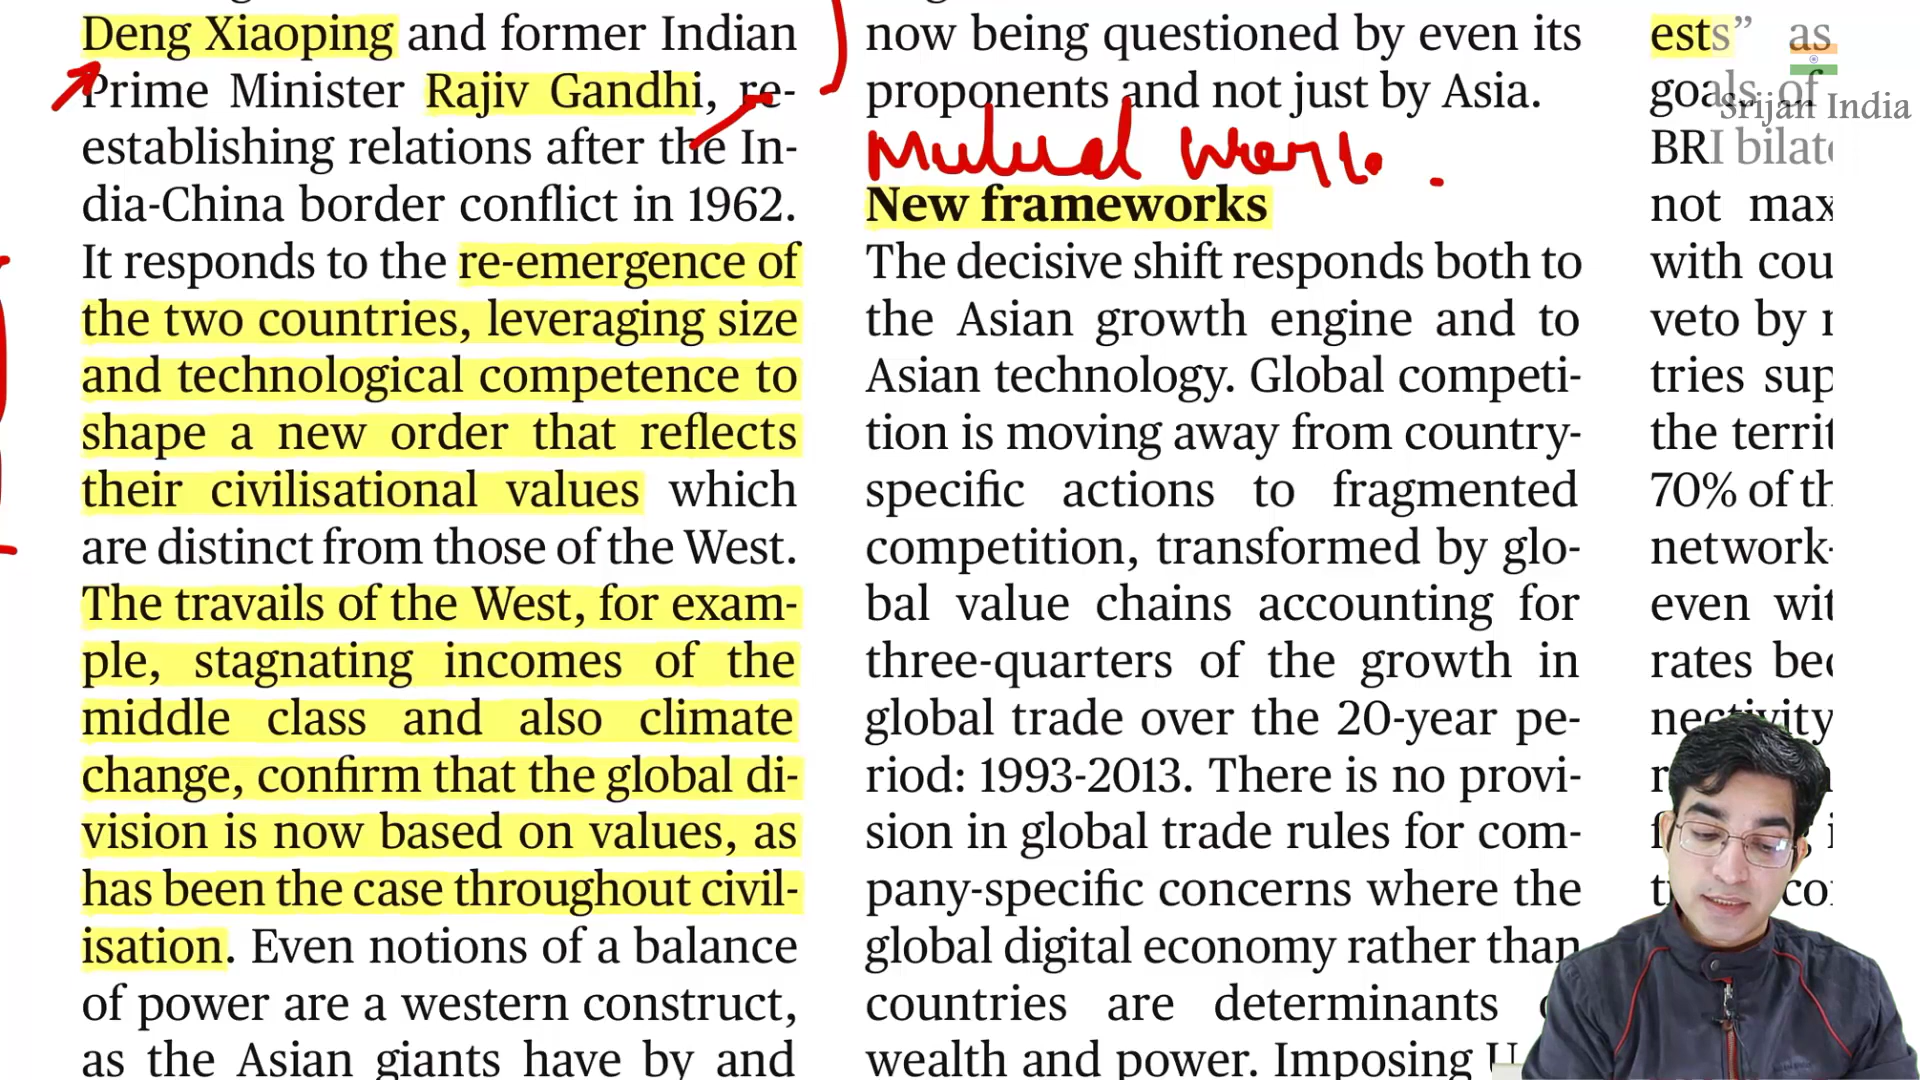 Deng Xiaoping and former Indian
Prime Minister Rajiv Gandhi, re-
establishing relations after the In-
dia-China border conflict in 1962.
It responds to the re-emergence of
the two countries, leveraging size
and technological competence to
shape a new order that reflects
their civilisational values which
are distinct from those of the West.
The travails of the West, for exam-
ple, stagnating incomes of the
middle class and also climate
change, confirm that the global di-
vision is now based on values, as
has been the case throughout civil-
isation. Even notions of a balance
of power are a western construct,
as the Asian giants have by and
now being questioned by even its
proponents and not just by Asia.
Mutual
New frameworks
The decisive shift responds both to
the Asian growth engine and to
Asian technology. Global competi-
tion is moving away from country-
specific actions to fragmented
competition, transformed by glo-
bal value chains accounting for
three-quarters of the growth in
global trade over the 20-year pe-
riod: 1993-2013. There is no provi-
sion in global trade rules for com-
pany-specific concerns where the
global digital economy rather than
countries are determinants
wealth and power. Imposing U
ests” as
goals of
BRI bilat
not max
with cou
veto by
tries sup
the territ
70% of th
network-
even wit
rates bec
nectivity
Srijan India